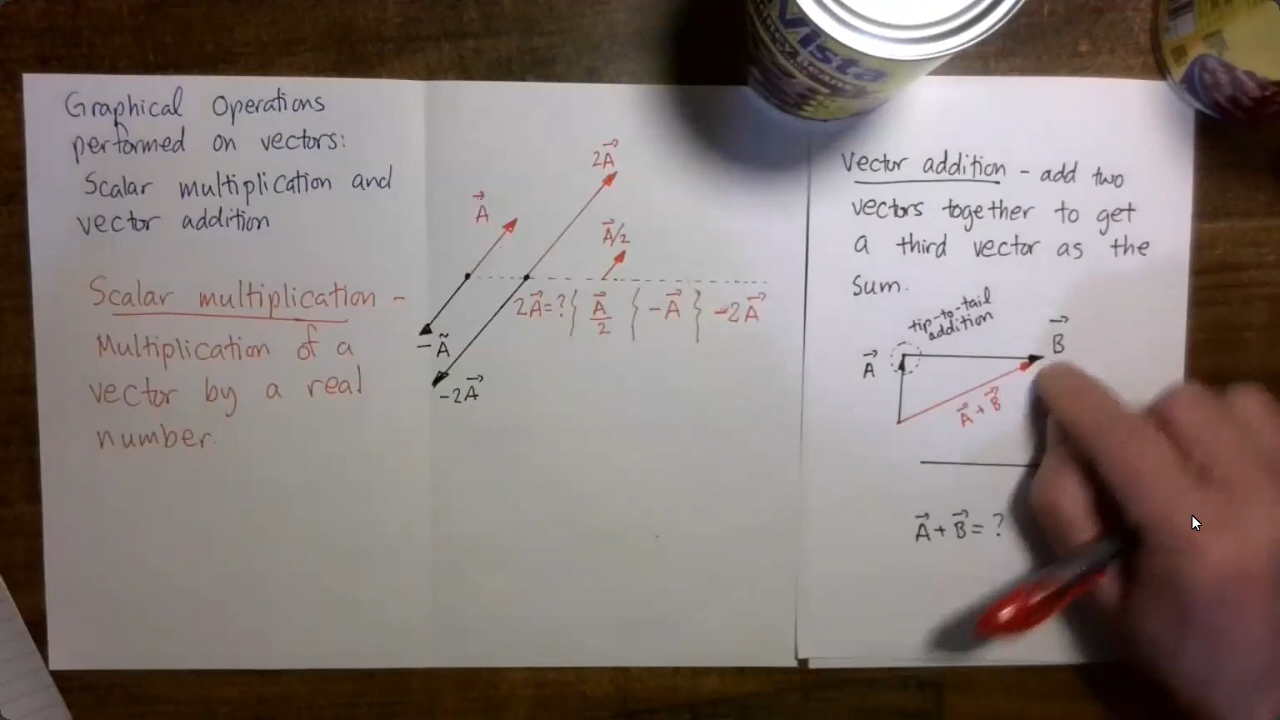 Graphical Operations
performed on vectors:
Scalar multiplication and
vector addition
Scalar multiplication -
Multiplication of a
vector by a real
number.
2A⃗
A⃗
A⃗/2
2A⃗=? { A⃗/2 { -A⃗ } -2A⃗
-Ã
-2A⃗
Vista
Vector addition - add two
vectors together to get
a third vector as the
sum.
tip-to-tail
addition
B⃗
A⃗
A⃗+B⃗
A⃗+B⃗=?